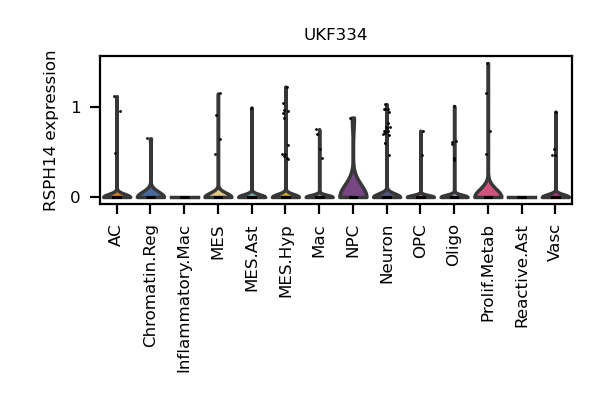 UKF334
RSPH14 expression
1
0
AC
Chromatin.Reg
Inflammatory.Mac
MES
MES.Ast
MES.Hyp
Mac
NPC
Neuron
OPC
Oligo
Prolif.Metab
Reactive.Ast
Vasc